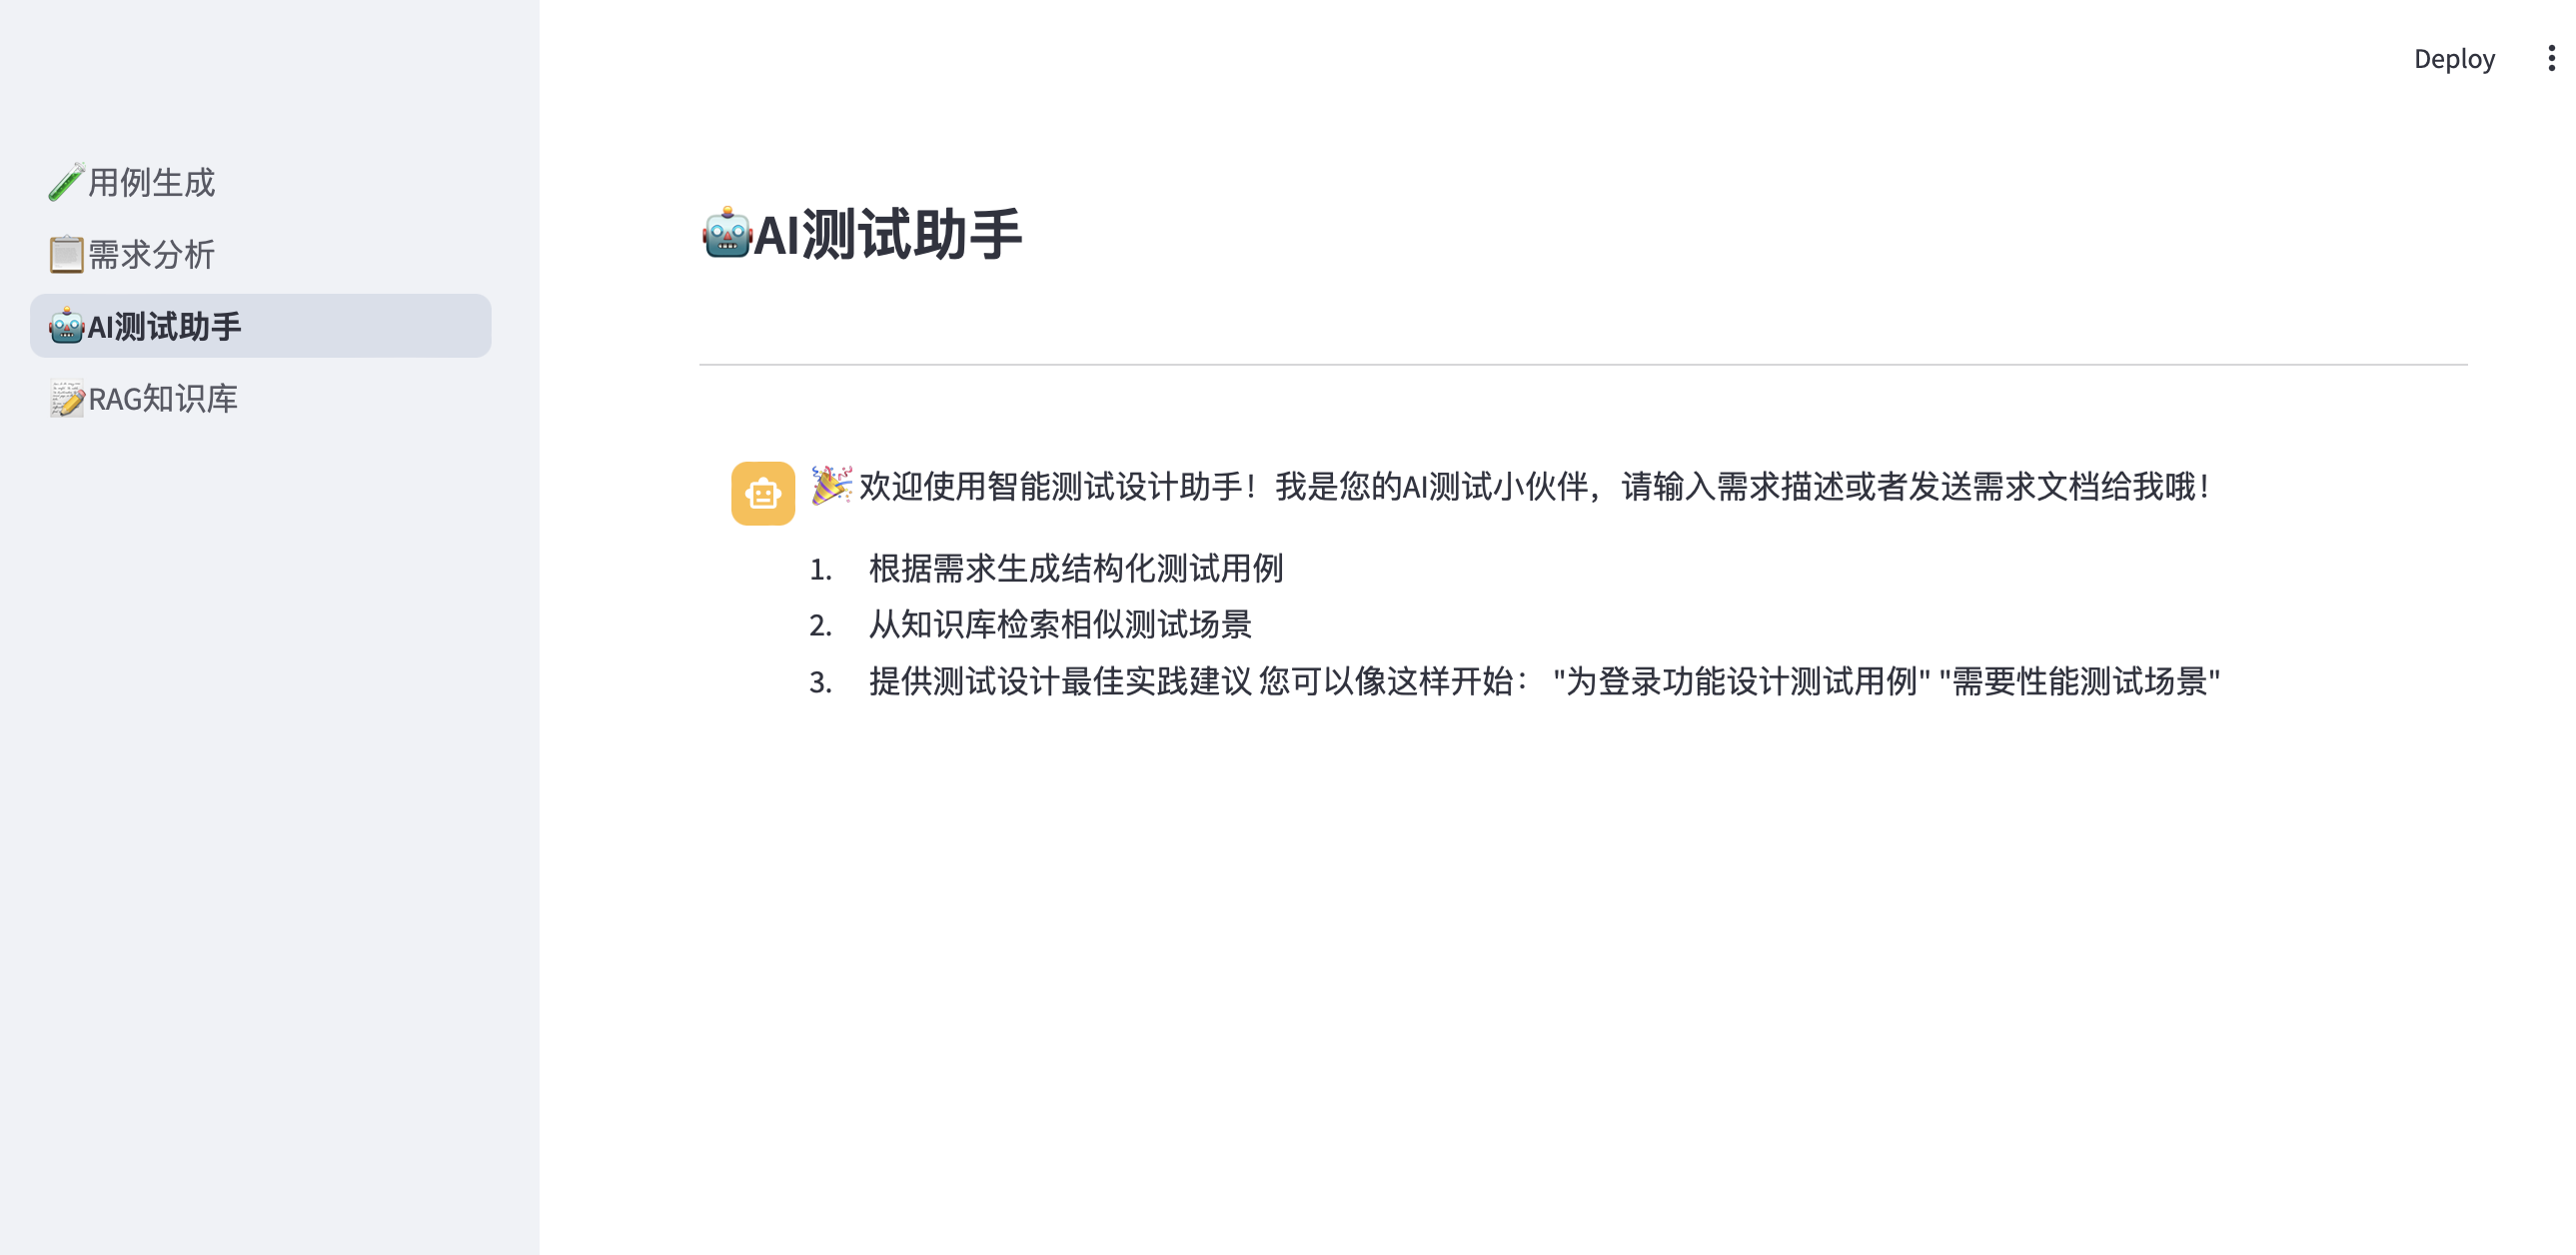 Deploy
🧪用例生成
📋需求分析
🤖AI测试助手
📝RAG知识库
🤖AI测试助手
🎉 欢迎使用智能测试设计助手！我是您的AI测试小伙伴，请输入需求描述或者发送需求文档给我哦！
1. 根据需求生成结构化测试用例
2. 从知识库检索相似测试场景
3. 提供测试设计最佳实践建议 您可以像这样开始： "为登录功能设计测试用例" "需要性能测试场景"